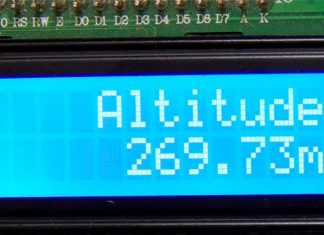 RS RW E D0 D1 D2 D3 D4 D5 D6 D7 A K
Altitude
269.73m